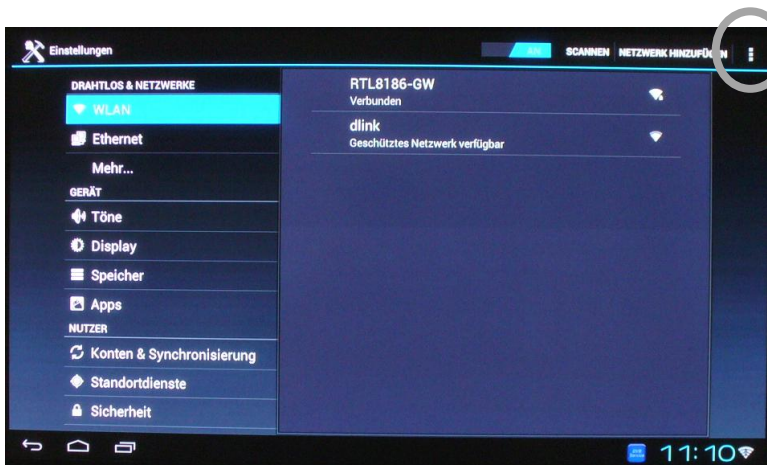 Einstellungen
AN SCANNEN NETZWERK HINZUFÜGEN
DRAHTLOS & NETZWERKE
WLAN
Ethernet
Mehr...
GERÄT
Töne
Display
Speicher
Apps
NUTZER
Konten & Synchronisierung
Standortdienste
Sicherheit
RTL8186-GW
Verbunden
dlink
Geschütztes Netzwerk verfügbar
11:10